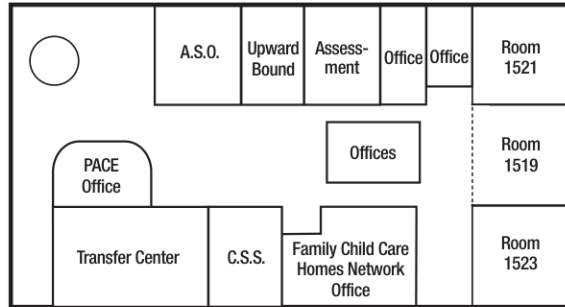 A.S.O.
Upward
Bound
Assess-
ment
Office
Office
Room
1521
PACE
Office
Offices
Room
1519
Transfer Center
C.S.S.
Family Child Care
Homes Network
Office
Room
1523